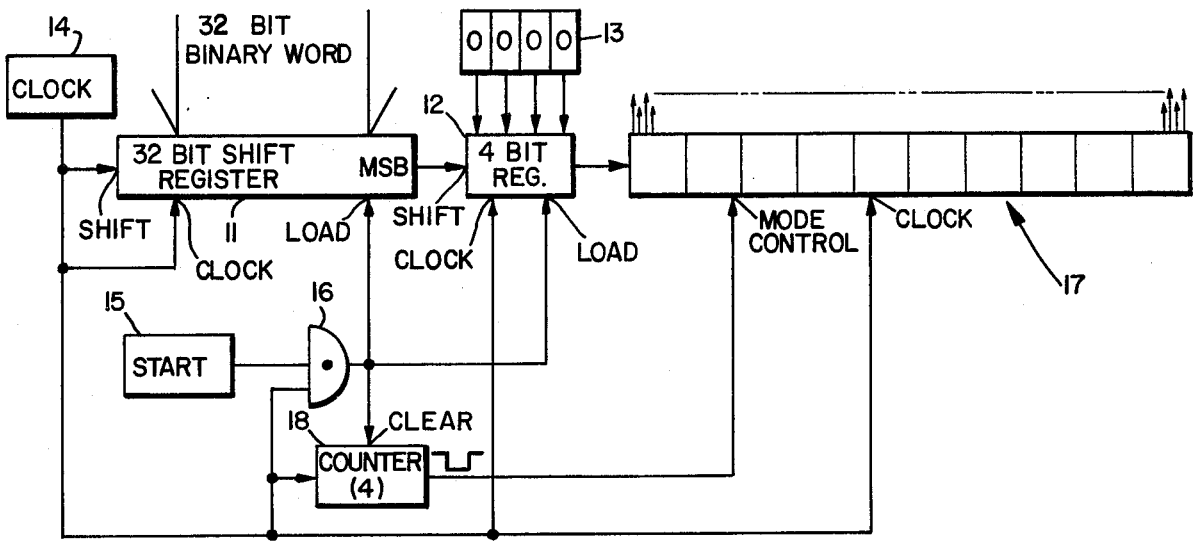 14
CLOCK
32 BIT
BINARY WORD
0 0 0 0
13
12
32 BIT SHIFT
REGISTER
MSB
4 BIT
REG.
SHIFT
11
LOAD
SHIFT
CLOCK
CLOCK
LOAD
MODE
CONTROL
CLOCK
17
15
START
16
18
CLEAR
COUNTER
(4)